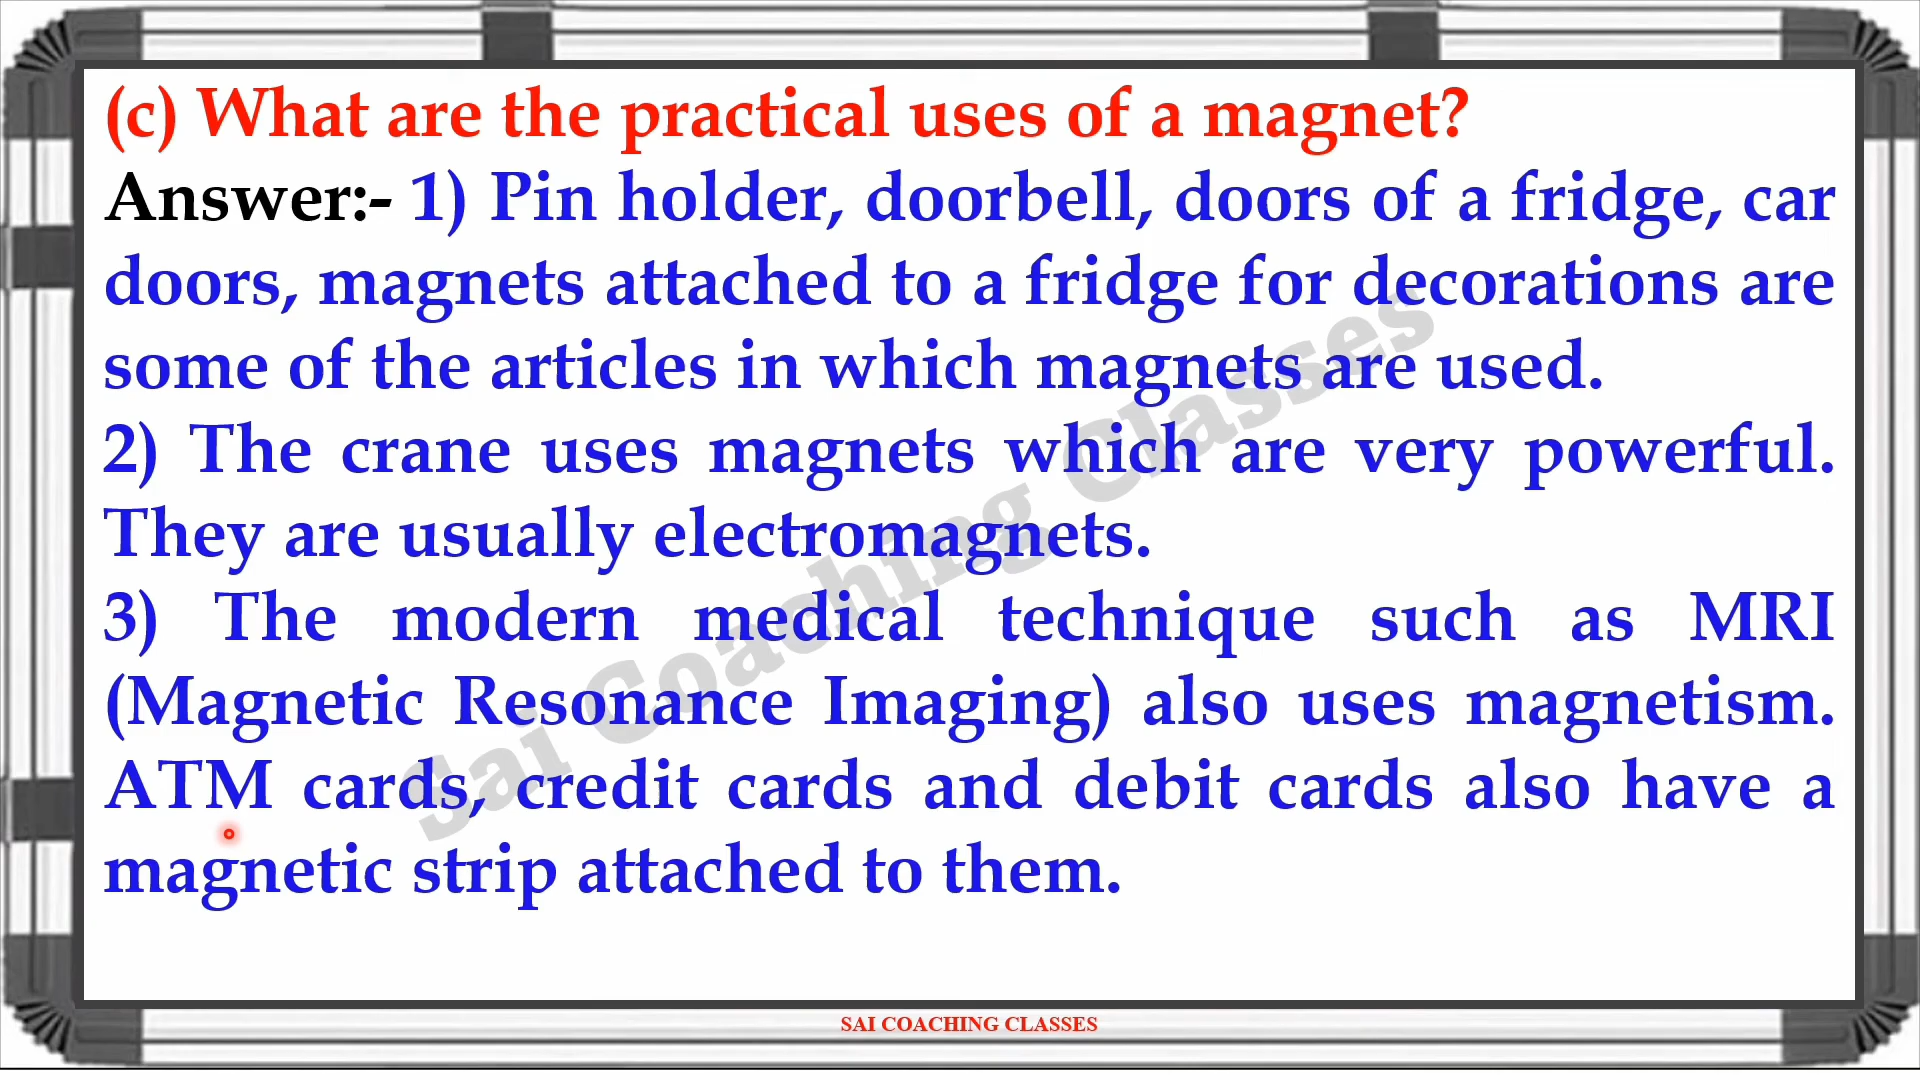 (c) What are the practical uses of a magnet?
Answer:- 1) Pin holder, doorbell, doors of a fridge, car
doors, magnets attached to a fridge for decorations are
some of the articles in which magnets are used.
2) The crane uses magnets which are very powerful.
They are usually electromagnets.
3) The modern medical technique such as MRI
(Magnetic Resonance Imaging) also uses magnetism.
ATM cards, credit cards and debit cards also have a
magnetic strip attached to them.
Sai Coaching Classes
SAI COACHING CLASSES